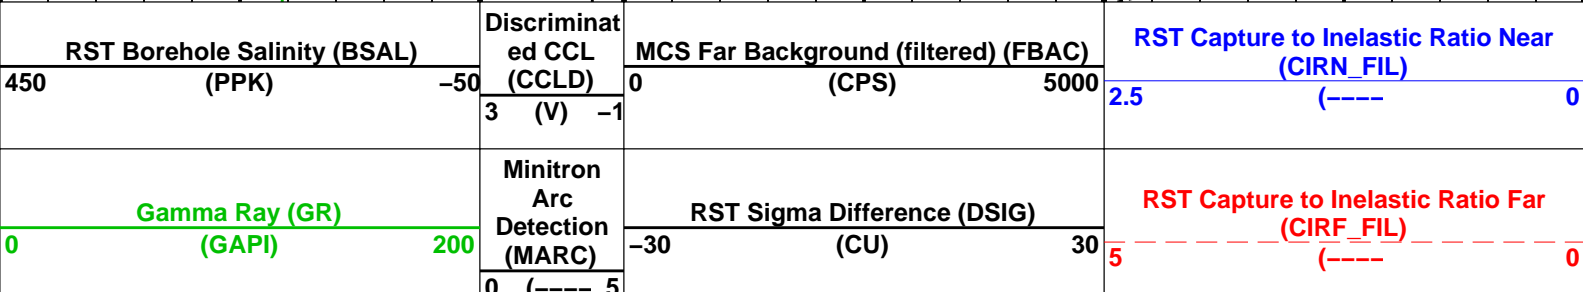 RST Borehole Salinity (BSAL)
450 (PPK) −50
Discriminat
ed CCL
(CCLD)
3 (V) −1
MCS Far Background (filtered) (FBAC)
0 (CPS) 5000
RST Capture to Inelastic Ratio Near
(CIRN_FIL)
2.5 (−−−− 0
Gamma Ray (GR)
0 (GAPI) 200
Minitron
Arc
Detection
(MARC)
0 (−−−− 5
RST Sigma Difference (DSIG)
−30 (CU) 30
RST Capture to Inelastic Ratio Far
(CIRF_FIL)
5 (−−−− 0